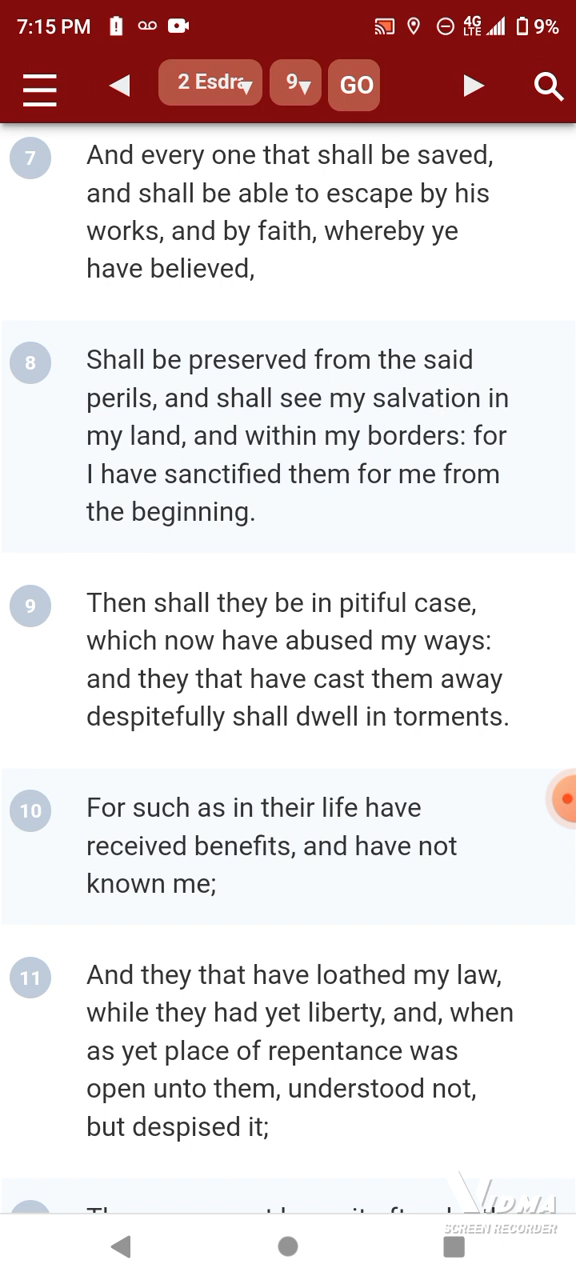 7:15 PM 4G LTE 9%
2 Esdra 9 GO
7 And every one that shall be saved,
and shall be able to escape by his
works, and by faith, whereby ye
have believed,
8 Shall be preserved from the said
perils, and shall see my salvation in
my land, and within my borders: for
I have sanctified them for me from
the beginning.
9 Then shall they be in pitiful case,
which now have abused my ways:
and they that have cast them away
despitefully shall dwell in torments.
10 For such as in their life have
received benefits, and have not
known me;
11 And they that have loathed my law,
while they had yet liberty, and, when
as yet place of repentance was
open unto them, understood not,
but despised it;
VIDMA
SCREEN RECORDER